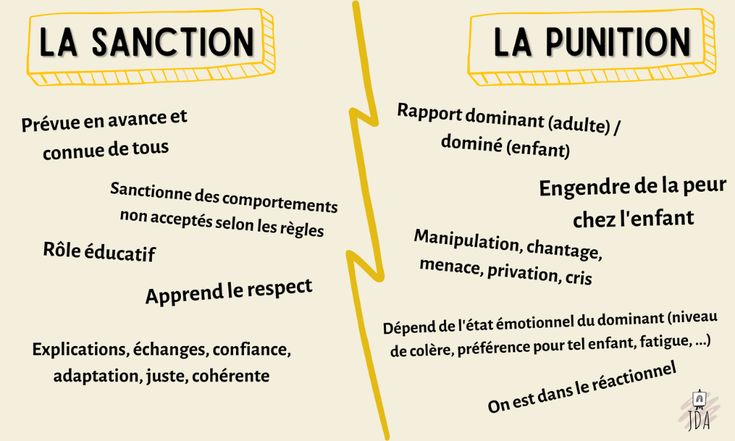 LA SANCTION
Prévue en avance et
connue de tous
Sanctionne des comportements
non acceptés selon les règles
Rôle éducatif
Apprend le respect
Explications, échanges, confiance,
adaptation, juste, cohérente
LA PUNITION
Rapport dominant (adulte) /
dominé (enfant)
Engendre de la peur
chez l'enfant
Manipulation, chantage,
menace, privation, cris
Dépend de l'état émotionnel du dominant (niveau
de colère, préférence pour tel enfant, fatigue, ...)
On est dans le réactionnel
JDA